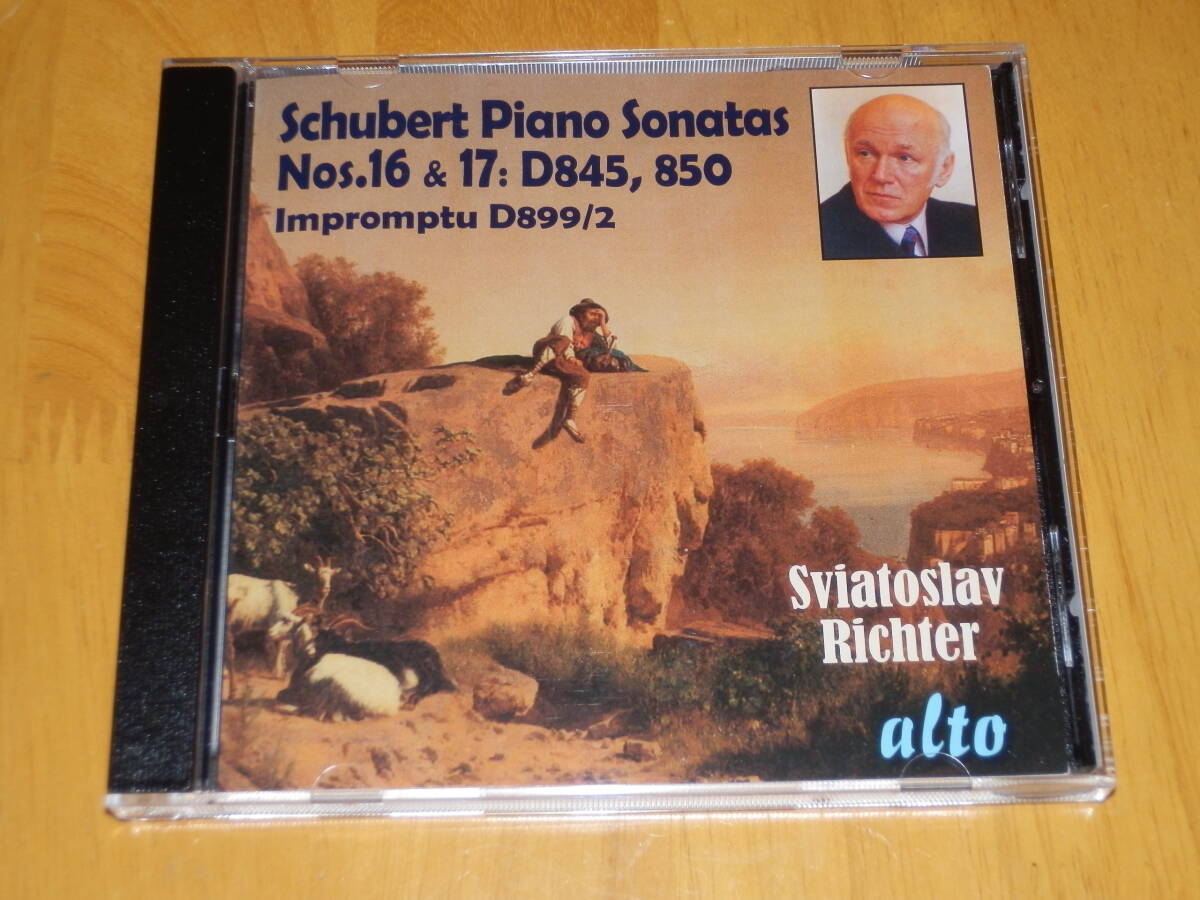 Schubert Piano Sonatas
Nos.16 & 17: D845, 850
Impromptu D899/2
Sviatoslav
Richter
alto